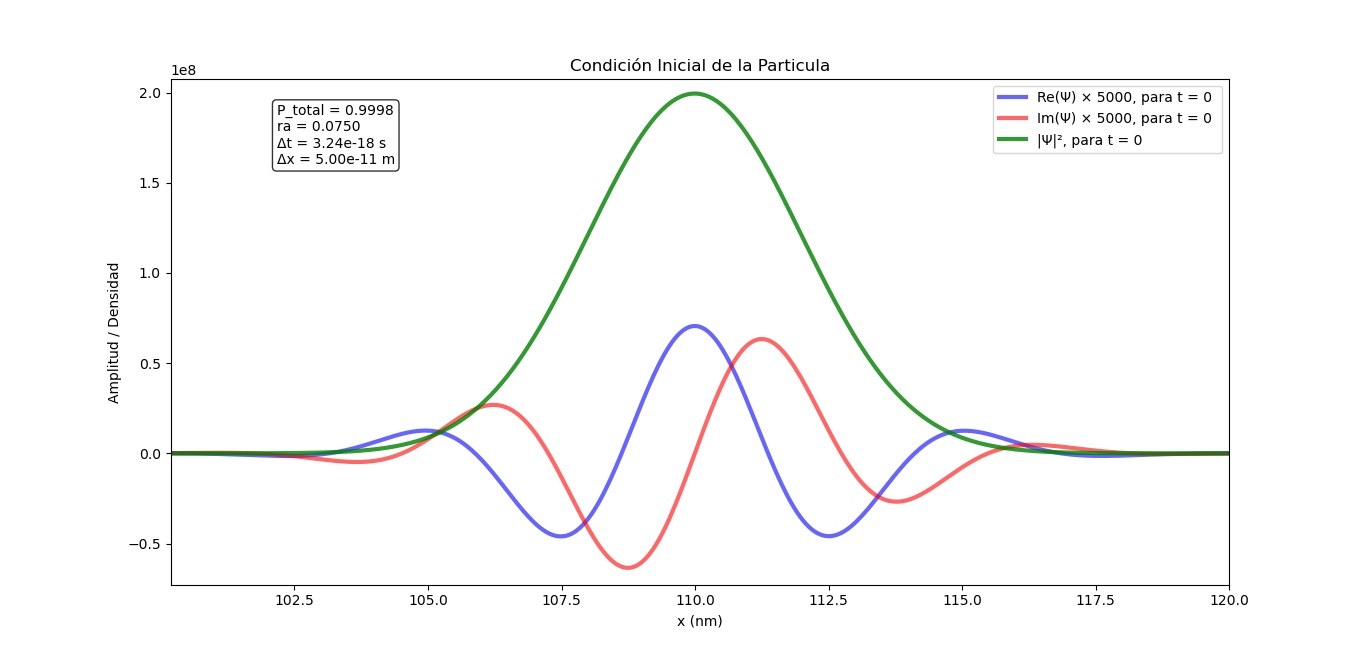 Condición Inicial de la Particula
1e8
P_total = 0.9998
ra = 0.0750
Δt = 3.24e-18 s
Δx = 5.00e-11 m
Re(Ψ) × 5000, para t = 0
Im(Ψ) × 5000, para t = 0
|Ψ|², para t = 0
2.0
1.5
1.0
0.5
0.0
−0.5
Amplitud / Densidad
102.5 105.0 107.5 110.0 112.5 115.0 117.5 120.0
x (nm)